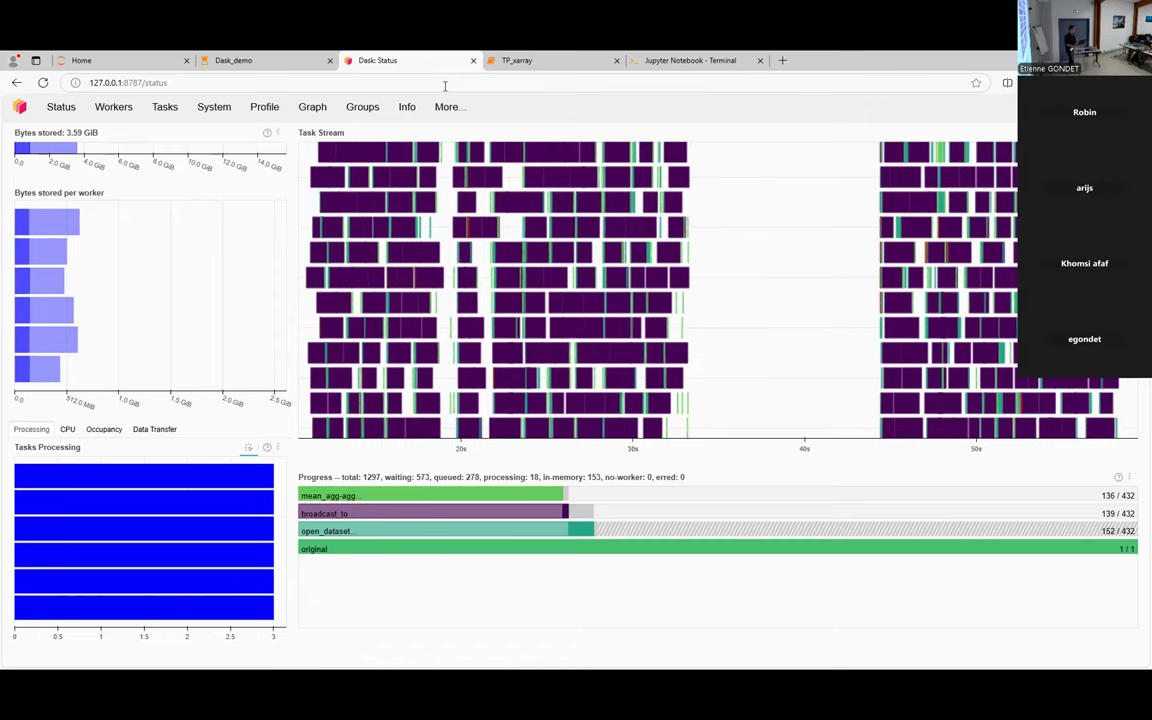 Home
Dask_demo
Dask: Status
TP_xarray
Jupyter Notebook - Terminal
127.0.0.1:8787/status
Status Workers Tasks System Profile Graph Groups Info More...
Bytes stored: 3.59 GiB
0.0 2.0 GiB 4.0 GiB 6.0 GiB 8.0 GiB 10.0 GiB 12.0 GiB 14.0 GiB
Bytes stored per worker
0.0 512.0 MiB 1.0 GiB 1.5 GiB 2.0 GiB 2.5 GiB
Processing CPU Occupancy Data Transfer
Tasks Processing
0 0.5 1 1.5 2 2.5 3
Task Stream
20s 30s 40s 50s
Progress -- total: 1297, waiting: 573, queued: 278, processing: 18, in-memory: 153, no-worker: 0, erred: 0
mean_agg-agg... 136 / 432
broadcast_to 139 / 432
open_dataset... 152 / 432
original 1 / 1
Etienne GONDET
Robin
arijs
Khomsi afaf
egondet